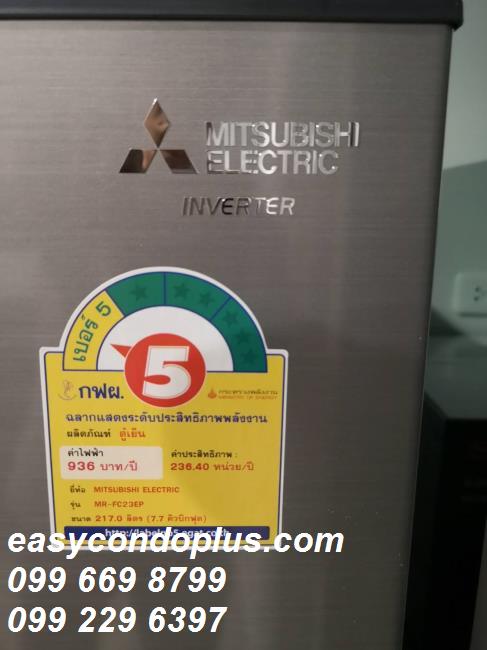 MITSUBISHI
ELECTRIC
INVERTER
เบอร์ 5
5
กฟผ.
กระทรวงพลังงาน
MINISTRY OF ENERGY
ฉลากแสดงระดับประสิทธิภาพพลังงาน
ผลิตภัณฑ์ ตู้เย็น
ค่าไฟฟ้า ค่าประสิทธิภาพ :
936 บาท/ปี 236.40 หน่วย/ปี
ยี่ห้อ MITSUBISHI ELECTRIC
รุ่น MR-FC23EP
ขนาด 217.0 ลิตร (7.7 คิวบิกฟุต)
easycondoplus.com
099 669 8799
099 229 6397